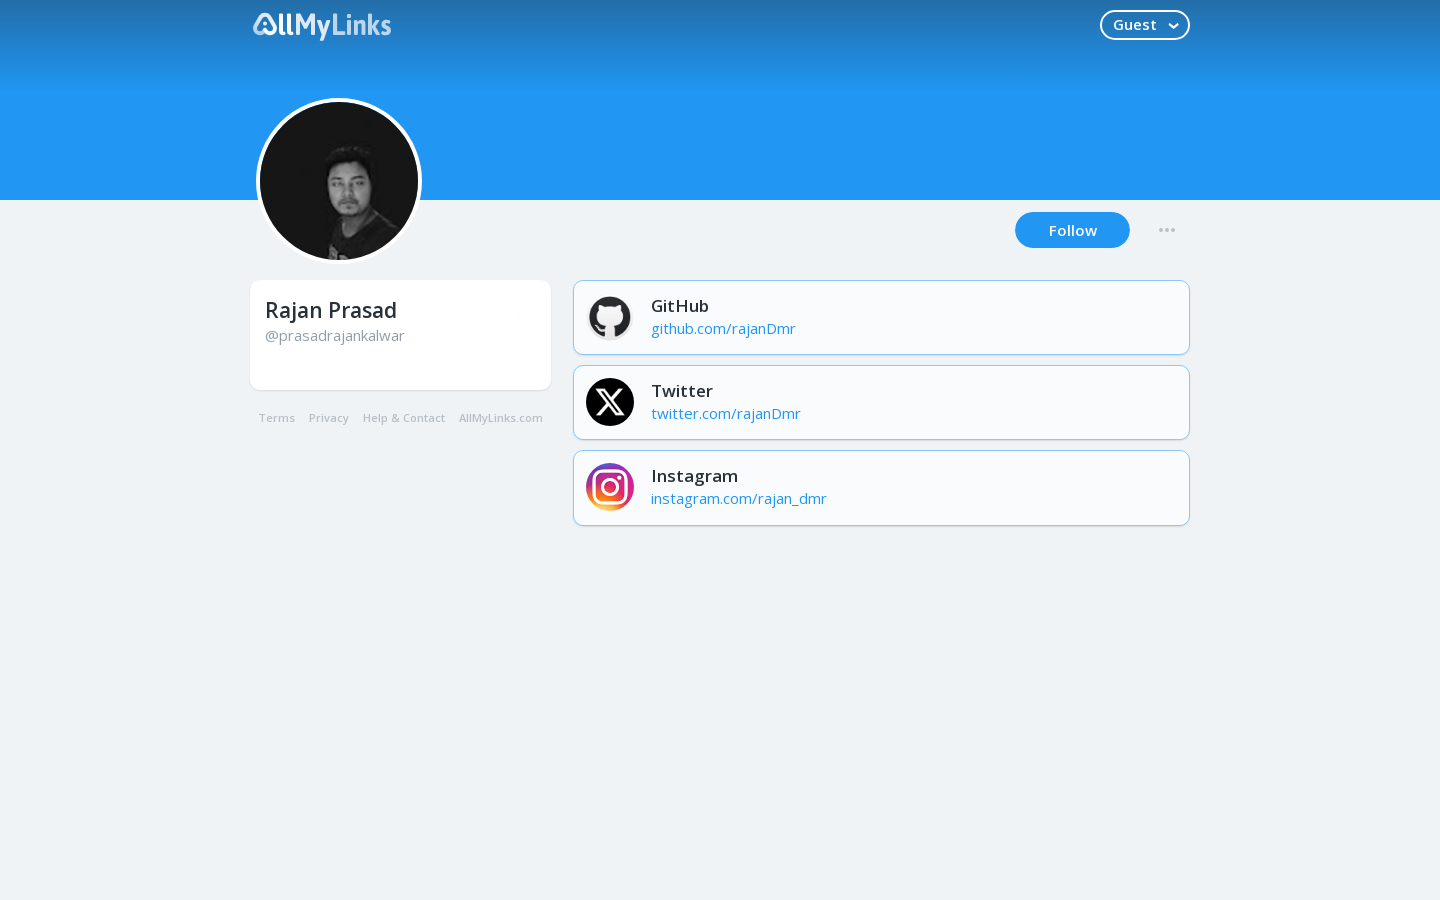 AllMyLinks
Guest
Follow
Rajan Prasad
@prasadrajankalwar
Terms Privacy Help & Contact AllMyLinks.com
GitHub
github.com/rajanDmr
Twitter
twitter.com/rajanDmr
Instagram
instagram.com/rajan_dmr